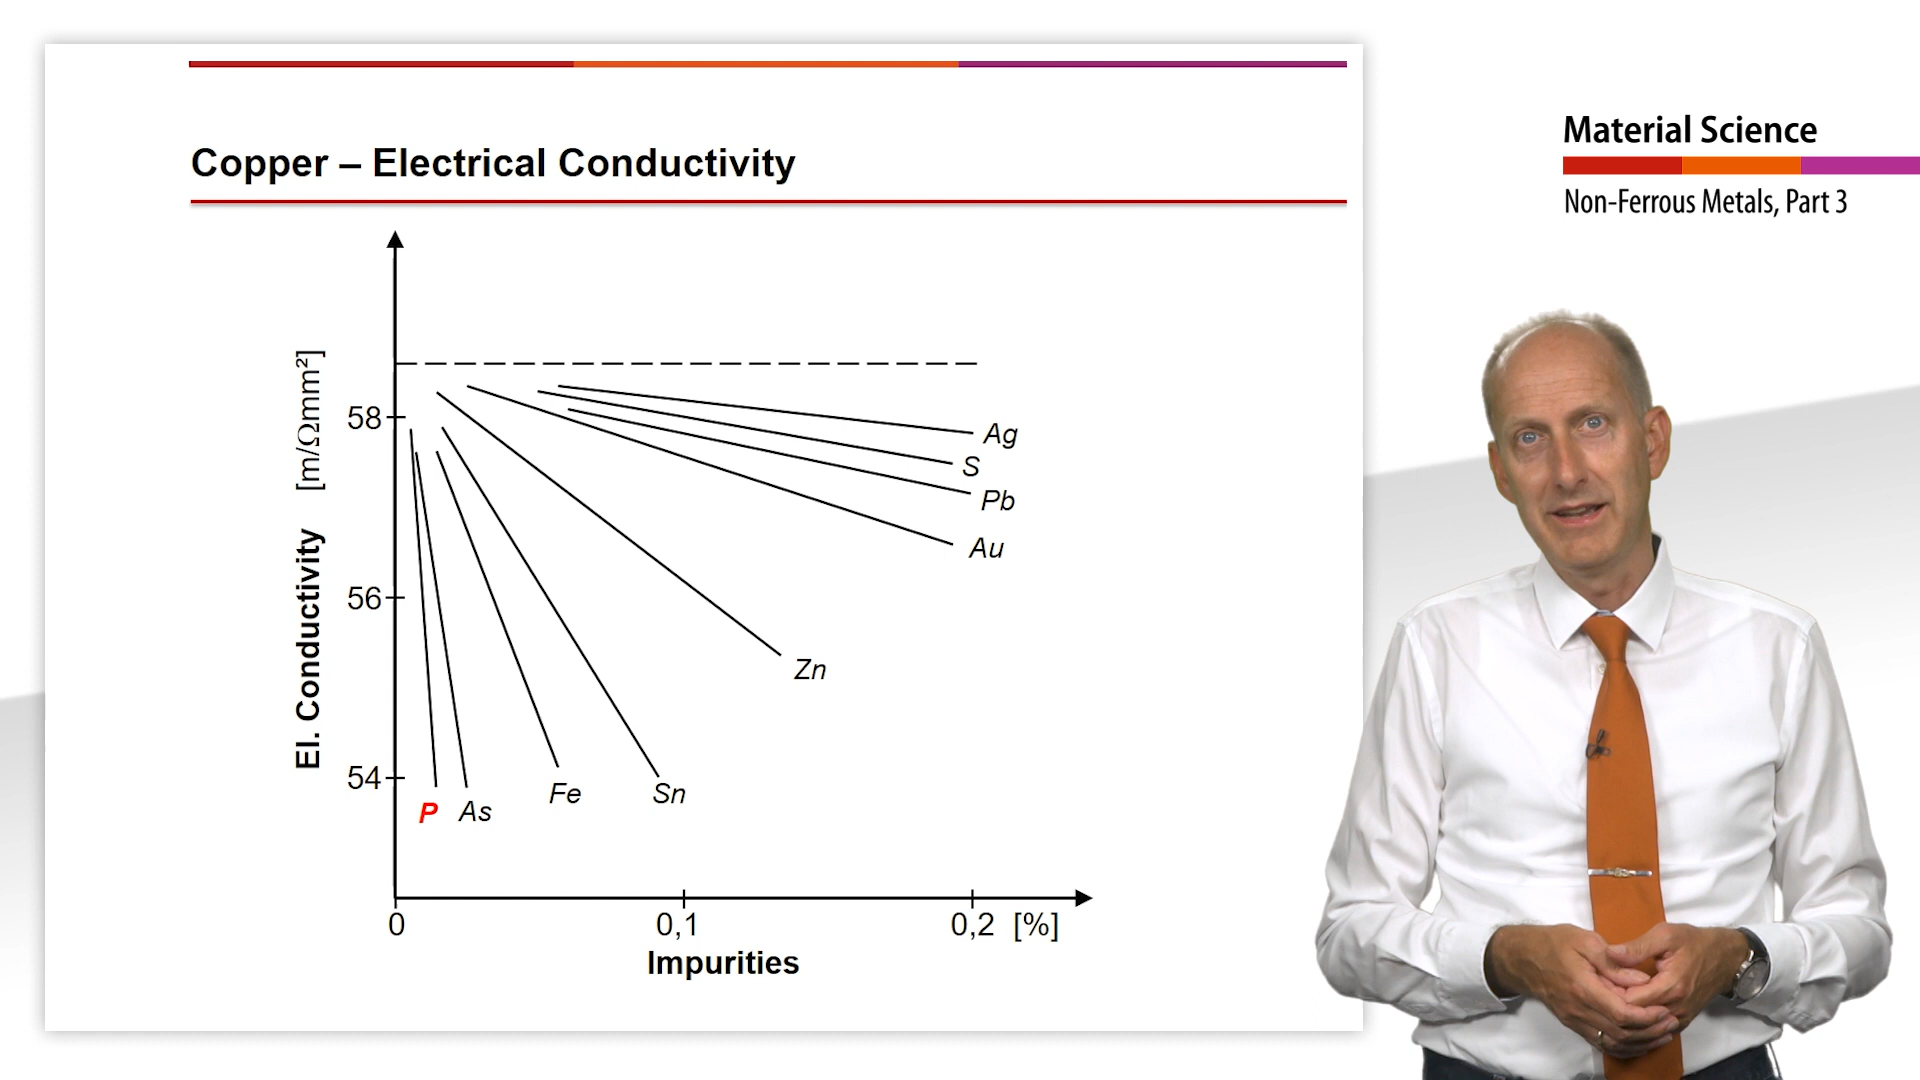 Copper – Electrical Conductivity
El. Conductivity [m/Ωmm²]
58
56
54
Ag
S
Pb
Au
Zn
Fe
Sn
P
As
0
0,1
0,2 [%]
Impurities
Material Science
Non-Ferrous Metals, Part 3